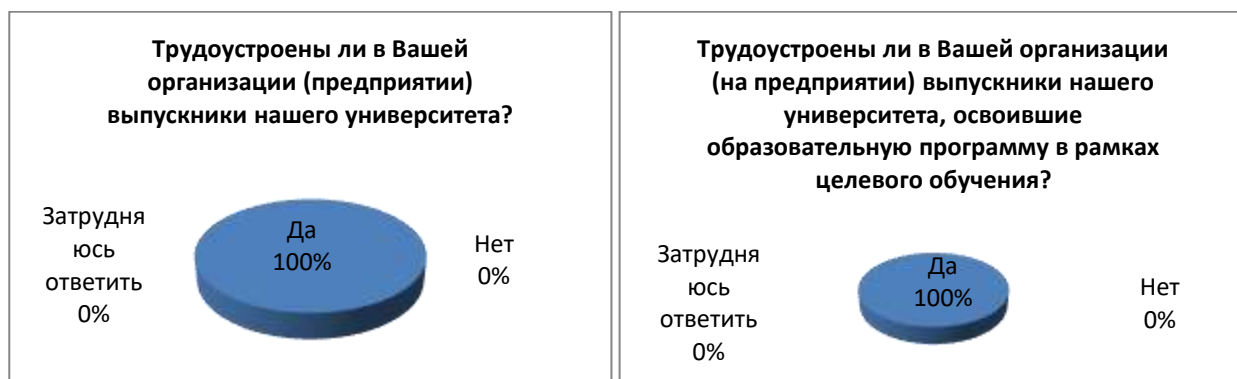 Трудоустроены ли в Вашей
организации (предприятии)
выпускники нашего университета?
Затрудня
юсь
ответить
0%
Да
100%
Нет
0%
Трудоустроены ли в Вашей организации
(на предприятии) выпускники нашего
университета, освоившие
образовательную программу в рамках
целевого обучения?
Затрудня
юсь
ответить
0%
Да
100%
Нет
0%